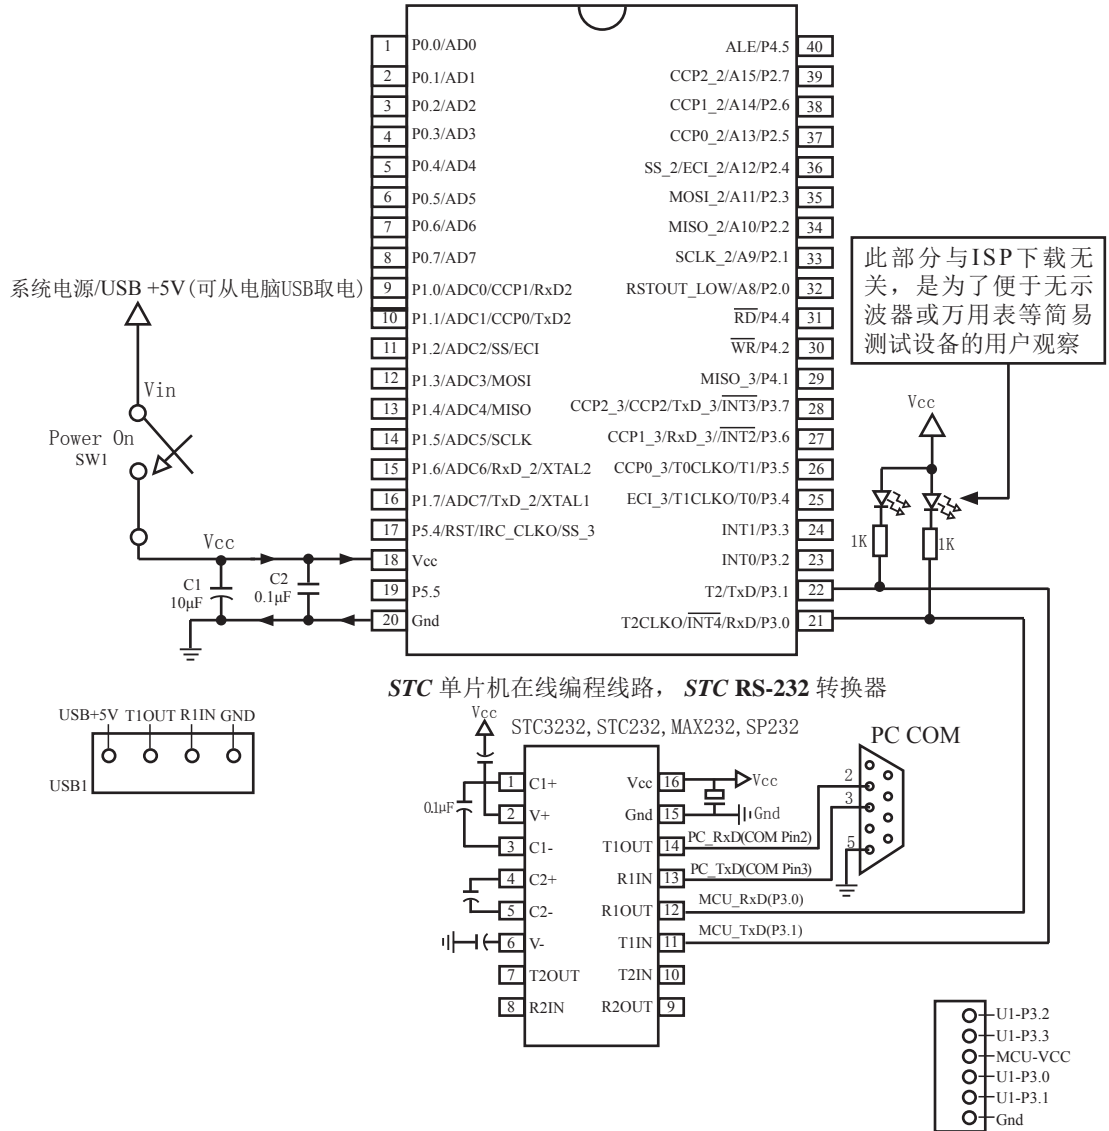 1 P0.0/AD0 ALE/P4.5 40
2 P0.1/AD1 CCP2_2/A15/P2.7 39
3 P0.2/AD2 CCP1_2/A14/P2.6 38
4 P0.3/AD3 CCP0_2/A13/P2.5 37
5 P0.4/AD4 SS_2/ECI_2/A12/P2.4 36
6 P0.5/AD5 MOSI_2/A11/P2.3 35
7 P0.6/AD6 MISO_2/A10/P2.2 34
8 P0.7/AD7 SCLK_2/A9/P2.1 33
9 P1.0/ADC0/CCP1/RxD2 RSTOUT_LOW/A8/P2.0 32
10 P1.1/ADC1/CCP0/TxD2 RD/P4.4 31
11 P1.2/ADC2/SS/ECI WR/P4.2 30
12 P1.3/ADC3/MOSI MISO_3/P4.1 29
13 P1.4/ADC4/MISO CCP2_3/CCP2/TxD_3/INT3/P3.7 28
14 P1.5/ADC5/SCLK CCP1_3/RxD_3//INT2/P3.6 27
15 P1.6/ADC6/RxD_2/XTAL2 CCP0_3/T0CLKO/T1/P3.5 26
16 P1.7/ADC7/TxD_2/XTAL1 ECI_3/T1CLKO/T0/P3.4 25
17 P5.4/RST/IRC_CLKO/SS_3 INT1/P3.3 24
18 Vcc INT0/P3.2 23
19 P5.5 T2/TxD/P3.1 22
20 Gnd T2CLKO/INT4/RxD/P3.0 21
系统电源/USB +5V(可从电脑USB取电)
Vin
Power On
SW1
Vcc
C1
10µF
C2
0.1µF
此部分与ISP下载无
关，是为了便于无示
波器或万用表等简易
测试设备的用户观察
Vcc
1K
1K
STC 单片机在线编程线路， STC RS-232 转换器
USB+5V T1OUT R1IN GND
USB1
Vcc
STC3232,STC232,MAX232,SP232
0.1µF
1 C1+ Vcc 16
2 V+ Gnd 15
3 C1- T1OUT 14
4 C2+ R1IN 13
5 C2- R1OUT 12
6 V- T1IN 11
7 T2OUT T2IN 10
8 R2IN R2OUT 9
Vcc
Gnd
PC_RxD(COM Pin2)
PC_TxD(COM Pin3)
MCU_RxD(P3.0)
MCU_TxD(P3.1)
PC COM
2
3
5
U1-P3.2
U1-P3.3
MCU-VCC
U1-P3.0
U1-P3.1
Gnd